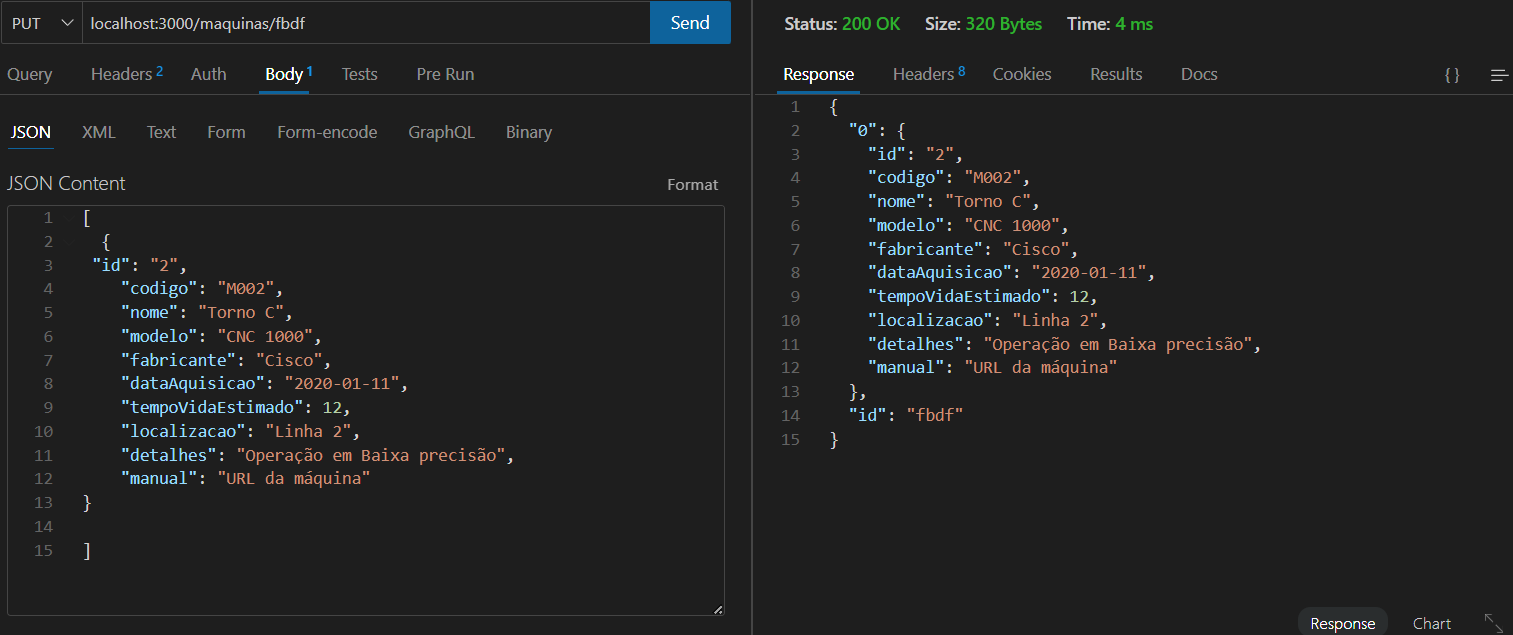 PUT localhost:3000/maquinas/fbdf Send
Query Headers 2 Auth Body 1 Tests Pre Run
JSON XML Text Form Form-encode GraphQL Binary
JSON Content Format
1 [
2 {
3 "id": "2",
4 "codigo": "M002",
5 "nome": "Torno C",
6 "modelo": "CNC 1000",
7 "fabricante": "Cisco",
8 "dataAquisicao": "2020-01-11",
9 "tempoVidaEstimado": 12,
10 "localizacao": "Linha 2",
11 "detalhes": "Operação em Baixa precisão",
12 "manual": "URL da máquina"
13 }
14
15 ]
Status: 200 OK Size: 320 Bytes Time: 4 ms
Response Headers 8 Cookies Results Docs {}
1 {
2 "0": {
3 "id": "2",
4 "codigo": "M002",
5 "nome": "Torno C",
6 "modelo": "CNC 1000",
7 "fabricante": "Cisco",
8 "dataAquisicao": "2020-01-11",
9 "tempoVidaEstimado": 12,
10 "localizacao": "Linha 2",
11 "detalhes": "Operação em Baixa precisão",
12 "manual": "URL da máquina"
13 },
14 "id": "fbdf"
15 }
Response Chart